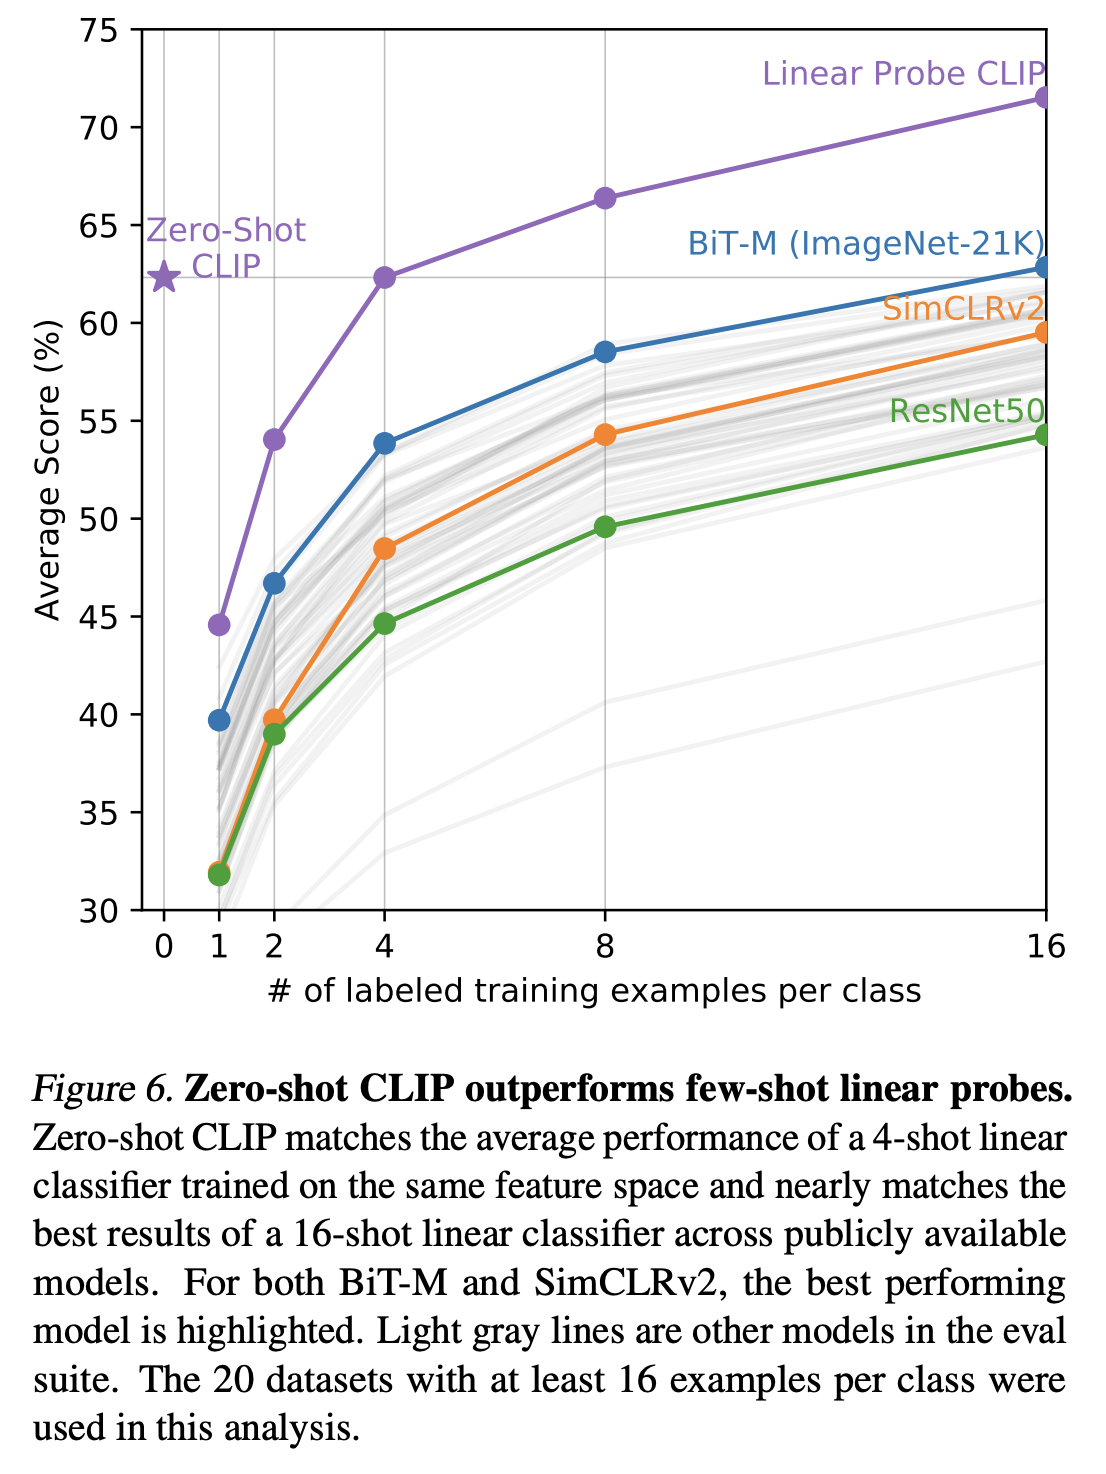 75
70
65
60
55
50
45
40
35
30
Average Score (%)
Linear Probe CLIP
Zero-Shot
CLIP
BiT-M (ImageNet-21K)
SimCLRv2
ResNet50
0 1 2 4 8 16
# of labeled training examples per class
Figure 6. Zero-shot CLIP outperforms few-shot linear probes.
Zero-shot CLIP matches the average performance of a 4-shot linear
classifier trained on the same feature space and nearly matches the
best results of a 16-shot linear classifier across publicly available
models. For both BiT-M and SimCLRv2, the best performing
model is highlighted. Light gray lines are other models in the eval
suite. The 20 datasets with at least 16 examples per class were
used in this analysis.